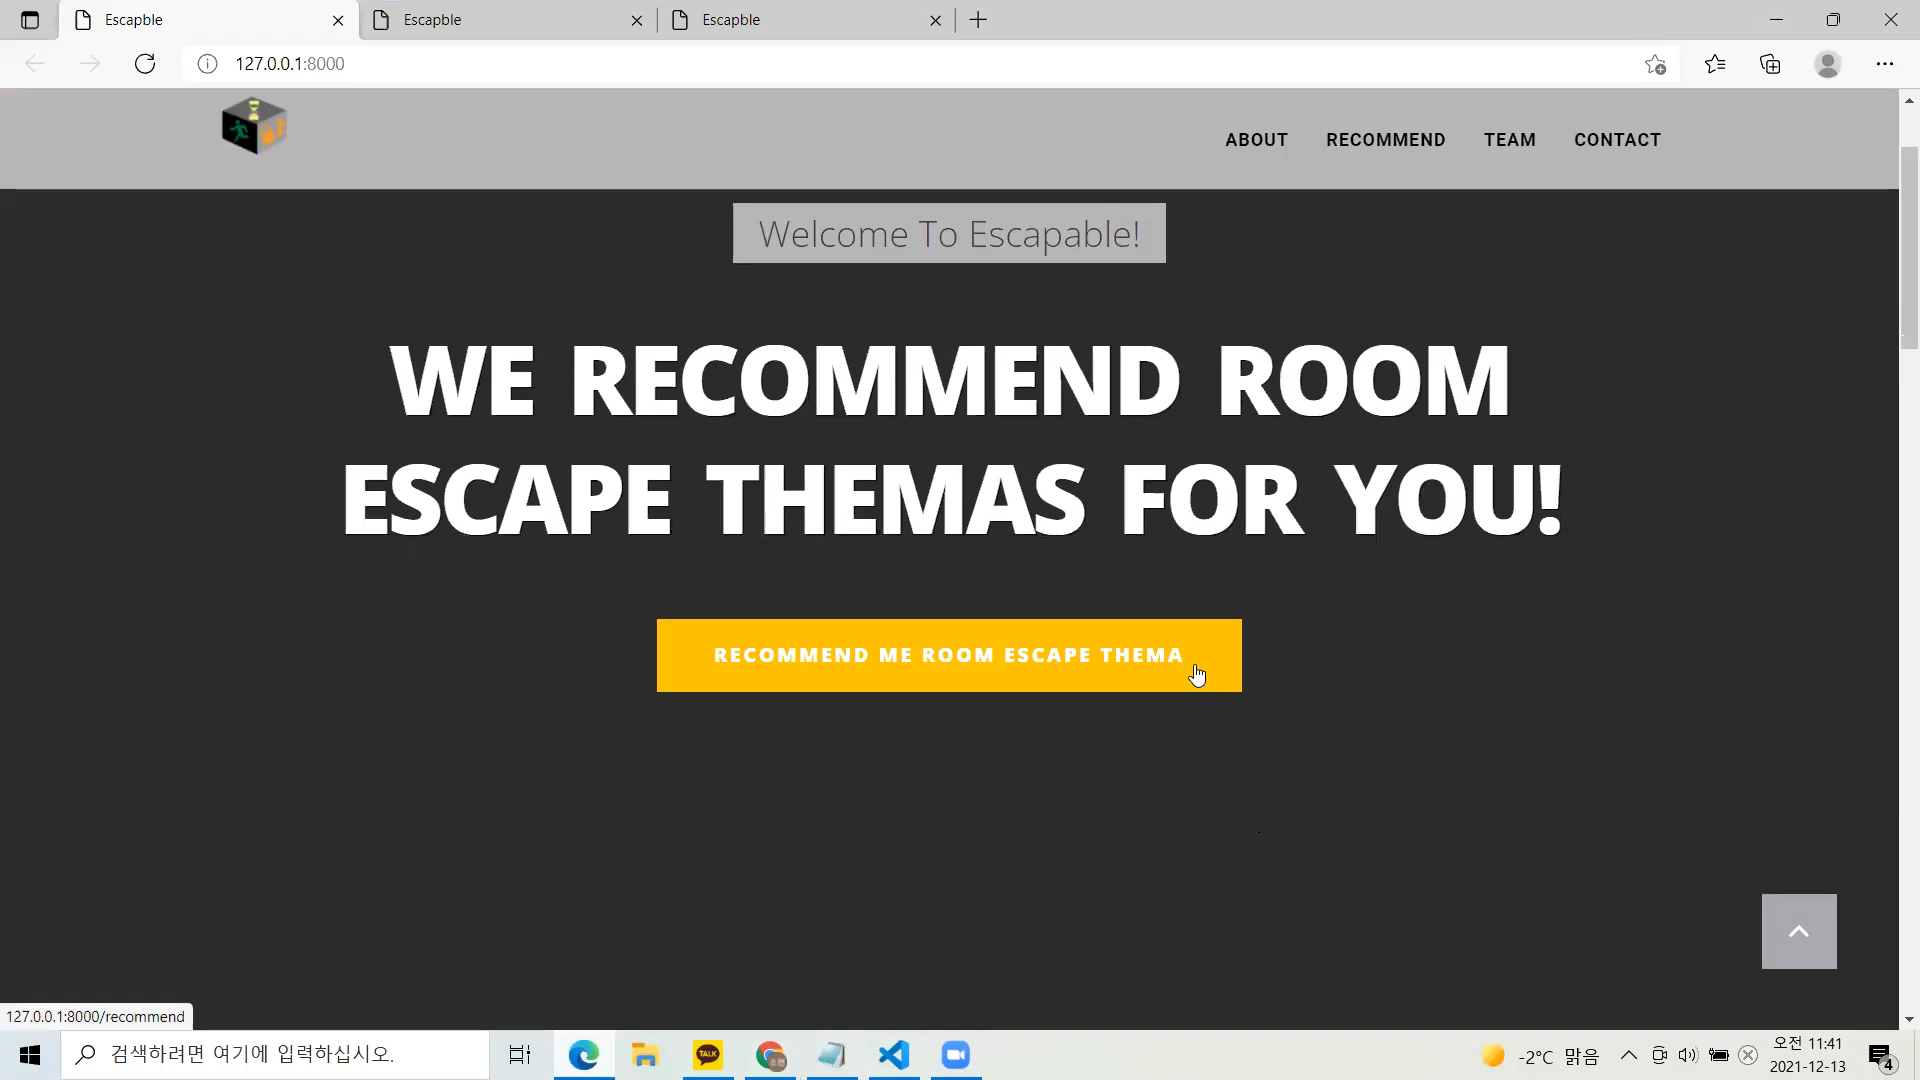 Escapble
Escapble
Escapble
127.0.0.1:8000
ABOUT RECOMMEND TEAM CONTACT
Welcome To Escapable!
WE RECOMMEND ROOM
ESCAPE THEMAS FOR YOU!
RECOMMEND ME ROOM ESCAPE THEMA
127.0.0.1:8000/recommend
검색하려면 여기에 입력하십시오.
TALK
-2°C 맑음
오전 11:41
2021-12-13
4